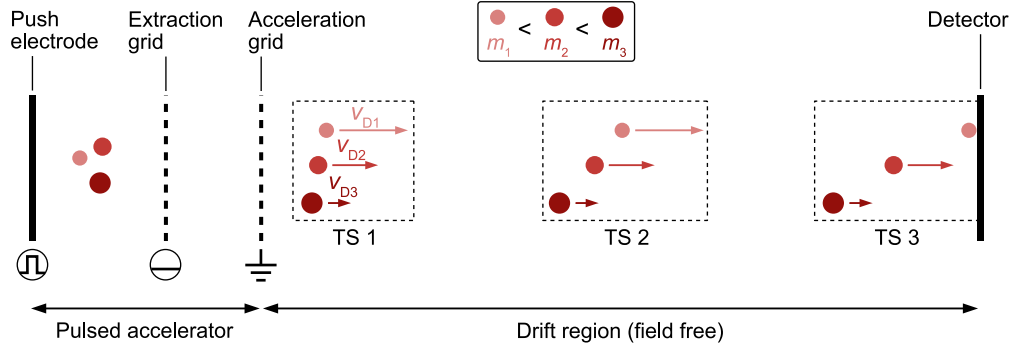 Push
electrode
Extraction
grid
Acceleration
grid
m1 < m2 < m3
Detector
vD1
vD2
vD3
TS 1
TS 2
TS 3
Pulsed accelerator
Drift region (field free)